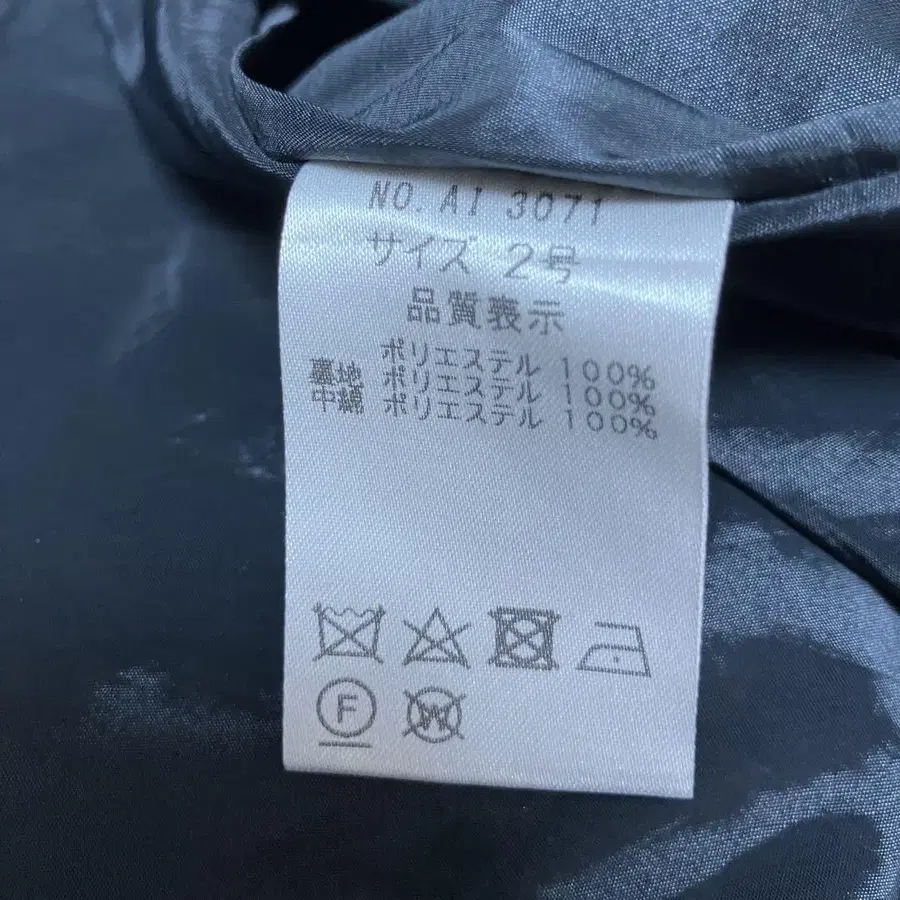 NO. AI 3071
サイズ 2号
品質表示
ポリエステル 100%
裏地 ポリエステル 100%
中綿 ポリエステル 100%
F W